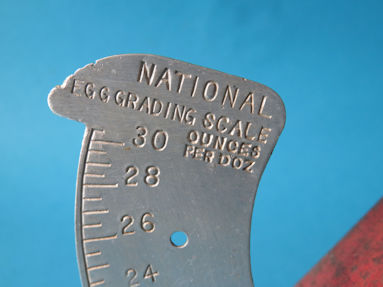 NATIONAL
EGG GRADING SCALE
30 OUNCES
PER DOZ.
28
26
24